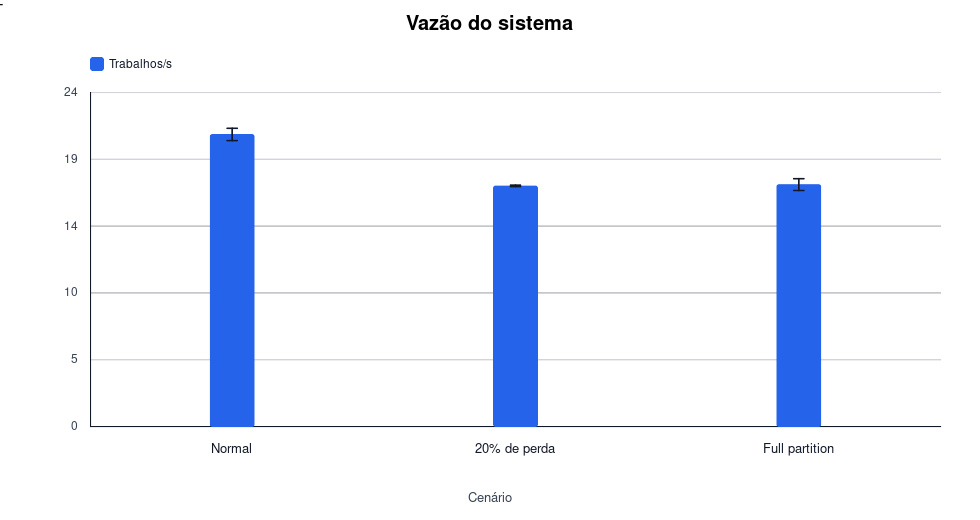 Vazão do sistema
Trabalhos/s
24
19
14
10
5
0
Normal
20% de perda
Full partition
Cenário